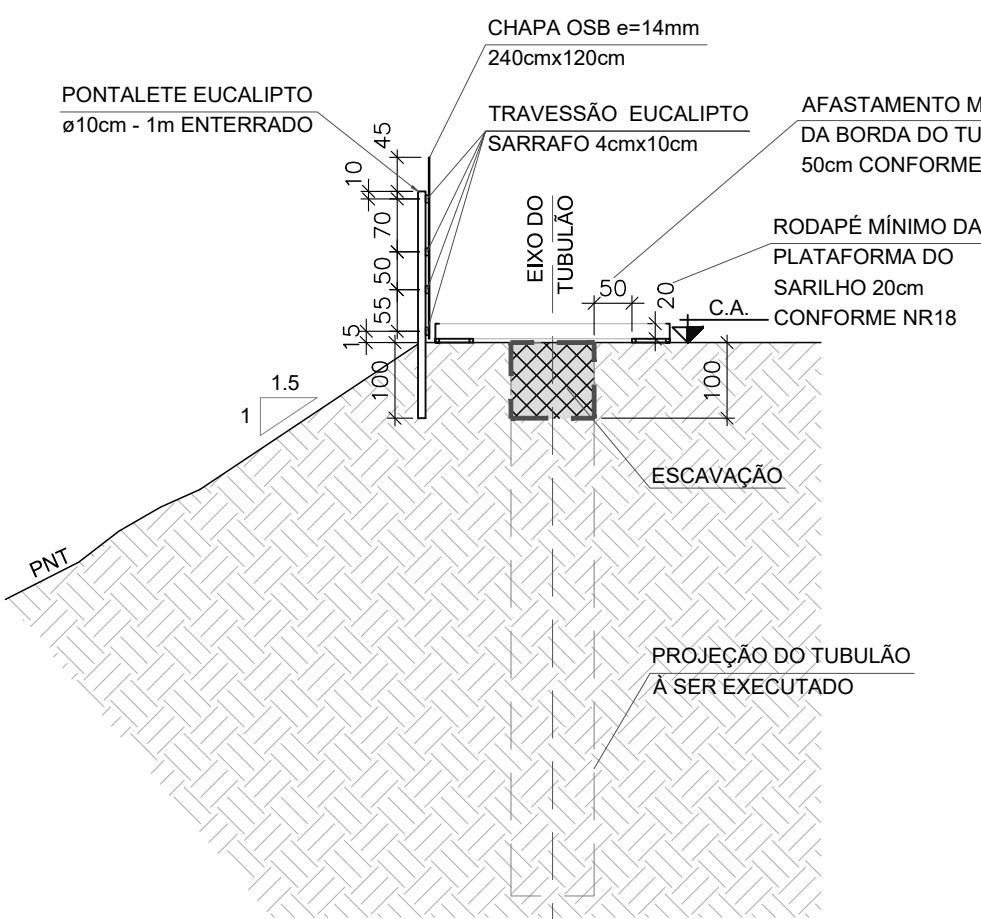 CHAPA OSB e=14mm
240cmx120cm
PONTALETE EUCALIPTO
ø10cm - 1m ENTERRADO
TRAVESSÃO EUCALIPTO
SARRAFO 4cmx10cm
AFASTAMENTO M
DA BORDA DO TU
50cm CONFORME
RODAPÉ MÍNIMO DA
PLATAFORMA DO
SARILHO 20cm
CONFORME NR18
EIXO DO
TUBULÃO
45
10
70
50
55
15
100
50
20
C.A.
100
1.5
1
ESCAVAÇÃO
PNT
PROJEÇÃO DO TUBULÃO
À SER EXECUTADO